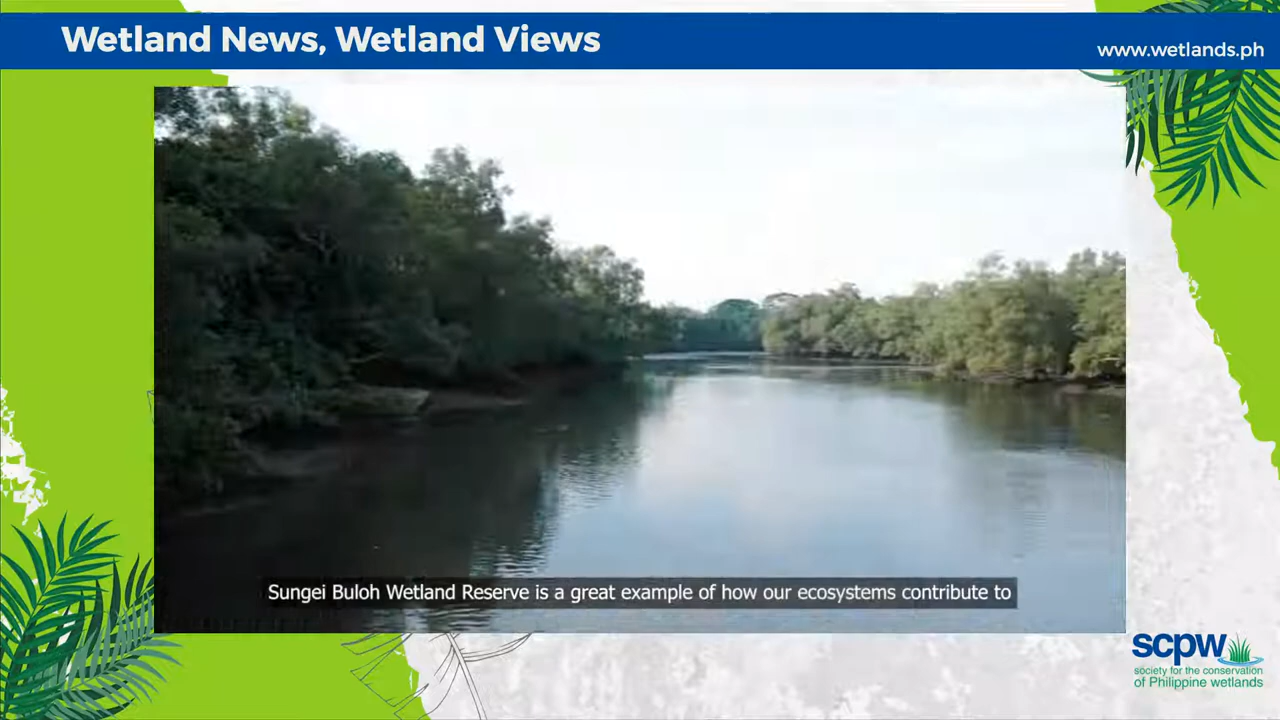 Wetland News, Wetland Views
www.wetlands.ph
Sungei Buloh Wetland Reserve is a great example of how our ecosystems contribute to
scpw
society for the conservation
of Philippine wetlands